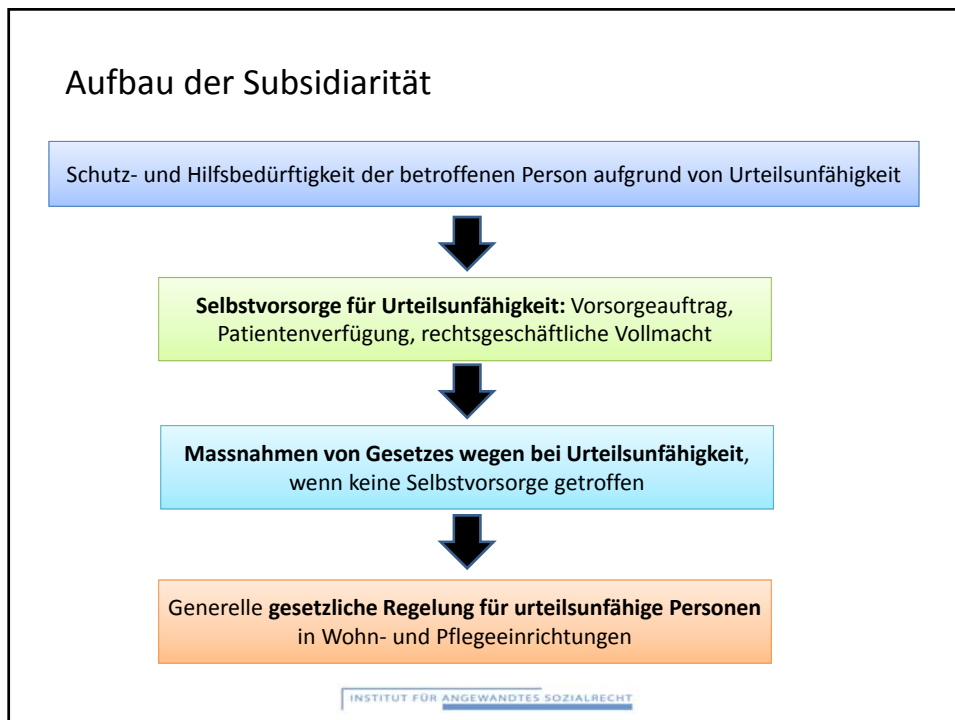 Aufbau der Subsidiarität
Schutz- und Hilfsbedürftigkeit der betroffenen Person aufgrund von Urteilsunfähigkeit
Selbstvorsorge für Urteilsunfähigkeit: Vorsorgeauftrag,
Patientenverfügung, rechtsgeschäftliche Vollmacht
Massnahmen von Gesetzes wegen bei Urteilsunfähigkeit,
wenn keine Selbstvorsorge getroffen
Generelle gesetzliche Regelung für urteilsunfähige Personen
in Wohn- und Pflegeeinrichtungen
INSTITUT FÜR ANGEWANDTES SOZIALRECHT